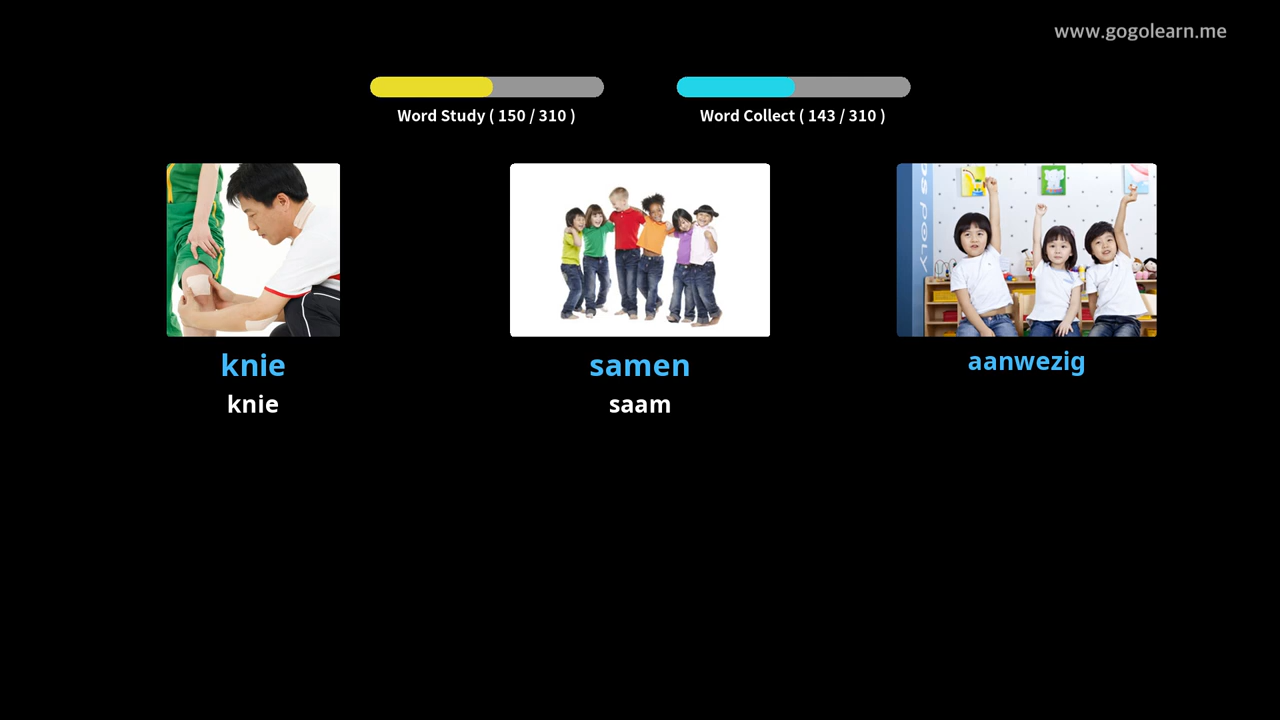 www.gogolearn.me
Word Study ( 150 / 310 )
Word Collect ( 143 / 310 )
knie
knie
samen
saam
aanwezig